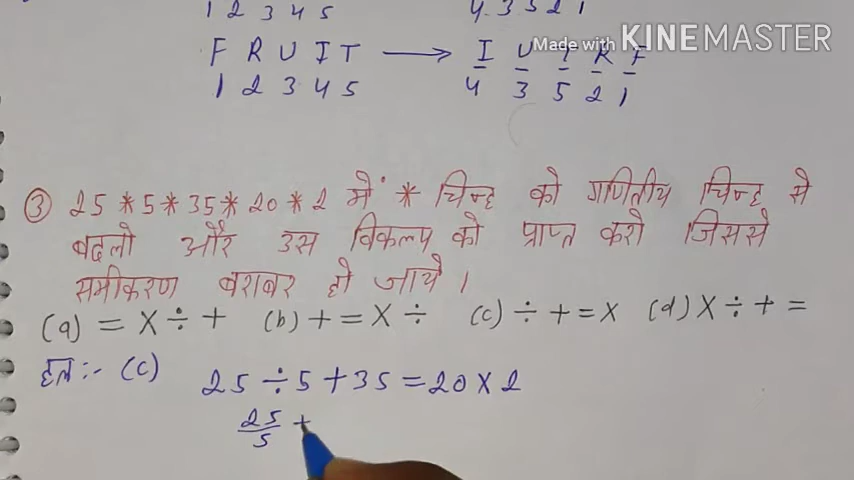 1 2 3 4 5 4 3 5 2 1
Made with KINEMASTER
F R U I T → I U T R F
1 2 3 4 5 4 3 5 2 1
③ 25 * 5 * 35 * 20 * 2 में * चिन्ह को गणितीय चिन्ह से
बदलो और उस विकल्प को प्राप्त करो जिससे
समीकरण बराबर हो जाये ।
(a) = × ÷ + (b) + = × ÷ (c) ÷ + = × (d) × ÷ + =
हल :- (c) 25 ÷ 5 + 35 = 20 × 2
25/5 +